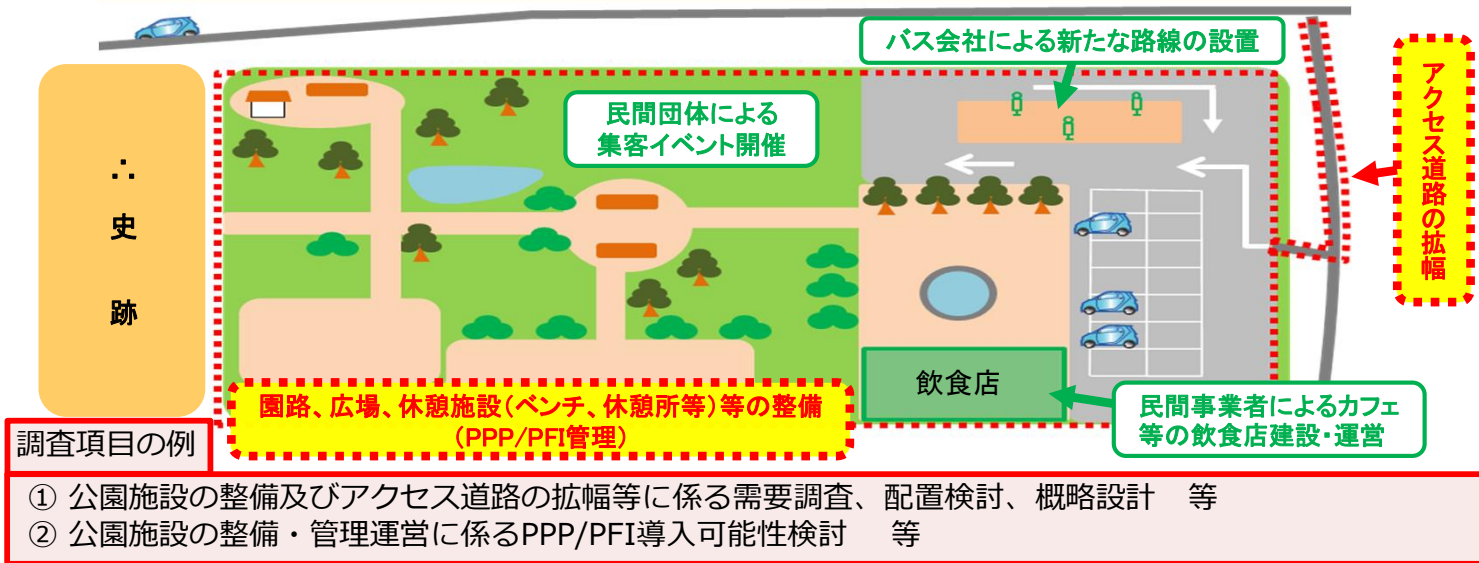 バス会社による新たな路線の設置
アクセス道路の拡幅
民間団体による
集客イベント開催
∴
史
跡
飲食店
園路、広場、休憩施設(ベンチ、休憩所等)等の整備
(PPP/PFI管理)
民間事業者によるカフェ
等の飲食店建設・運営
調査項目の例
① 公園施設の整備及びアクセス道路の拡幅等に係る需要調査、配置検討、概略設計 等
② 公園施設の整備・管理運営に係るPPP/PFI導入可能性検討 等